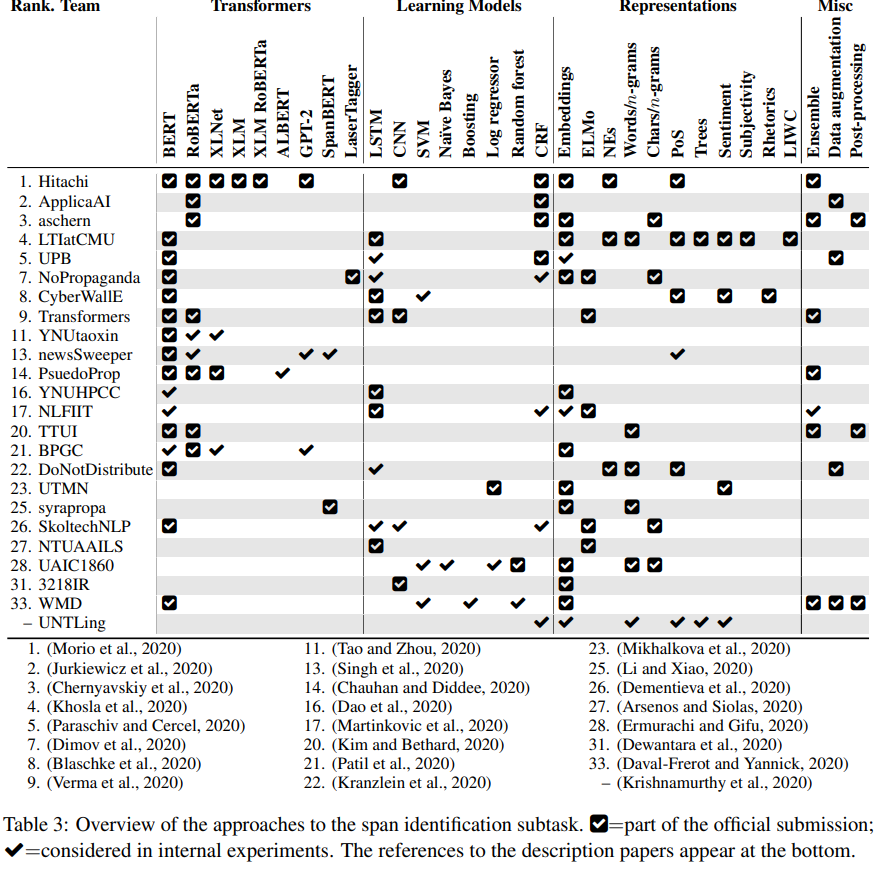 Rank. Team Transformers Learning Models Representations Misc
BERT RoBERTa XLNet XLM XLM RoBERTa ALBERT GPT-2 SpanBERT LaserTagger LSTM CNN SVM Naïve Bayes Boosting Log regressor Random forest CRF Embeddings ELMo NEs Words/n-grams Chars/n-grams PoS Trees Sentiment Subjectivity Rhetorics LIWC Ensemble Data augmentation Post-processing
1. Hitachi
2. ApplicaAI
3. aschern
4. LTIatCMU
5. UPB
7. NoPropaganda
8. CyberWallE
9. Transformers
11. YNUtaoxin
13. newsSweeper
14. PsuedoProp
16. YNUHPCC
17. NLFIIT
20. TTUI
21. BPGC
22. DoNotDistribute
23. UTMN
25. syrapropa
26. SkoltechNLP
27. NTUAAILS
28. UAIC1860
31. 3218IR
33. WMD
– UNTLing
1. (Morio et al., 2020) 11. (Tao and Zhou, 2020) 23. (Mikhalkova et al., 2020)
2. (Jurkiewicz et al., 2020) 13. (Singh et al., 2020) 25. (Li and Xiao, 2020)
3. (Chernyavskiy et al., 2020) 14. (Chauhan and Diddee, 2020) 26. (Dementieva et al., 2020)
4. (Khosla et al., 2020) 16. (Dao et al., 2020) 27. (Arsenos and Siolas, 2020)
5. (Paraschiv and Cercel, 2020) 17. (Martinkovic et al., 2020) 28. (Ermurachi and Gifu, 2020)
7. (Dimov et al., 2020) 20. (Kim and Bethard, 2020) 31. (Dewantara et al., 2020)
8. (Blaschke et al., 2020) 21. (Patil et al., 2020) 33. (Daval-Frerot and Yannick, 2020)
9. (Verma et al., 2020) 22. (Kranzlein et al., 2020) – (Krishnamurthy et al., 2020)
Table 3: Overview of the approaches to the span identification subtask. ☑=part of the official submission;
✔=considered in internal experiments. The references to the description papers appear at the bottom.